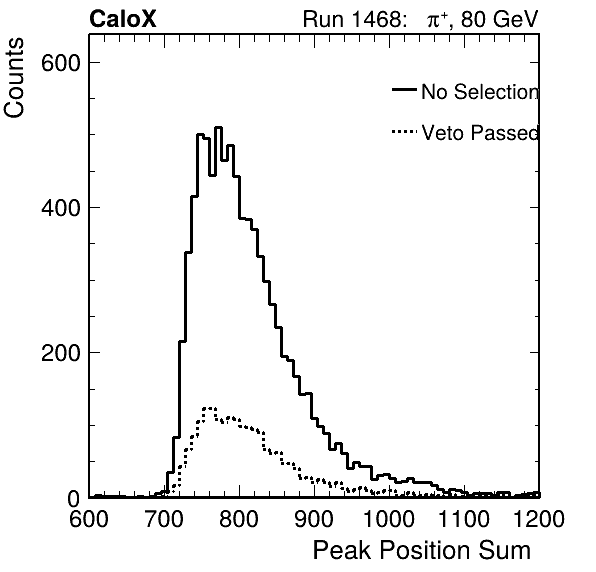 CaloX Run 1468: π⁺, 80 GeV
Counts
600
No Selection
Veto Passed
400
200
0
600 700 800 900 1000 1100 1200
Peak Position Sum